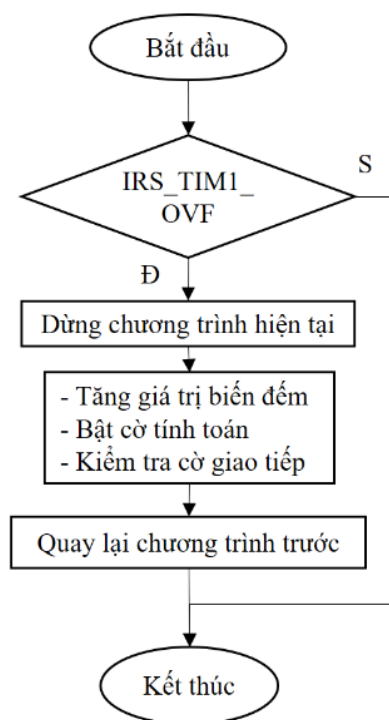 Bắt đầu
S
IRS_TIM1_
OVF
Đ
Dừng chương trình hiện tại
- Tăng giá trị biến đếm
- Bật cờ tính toán
- Kiểm tra cờ giao tiếp
Quay lại chương trình trước
Kết thúc